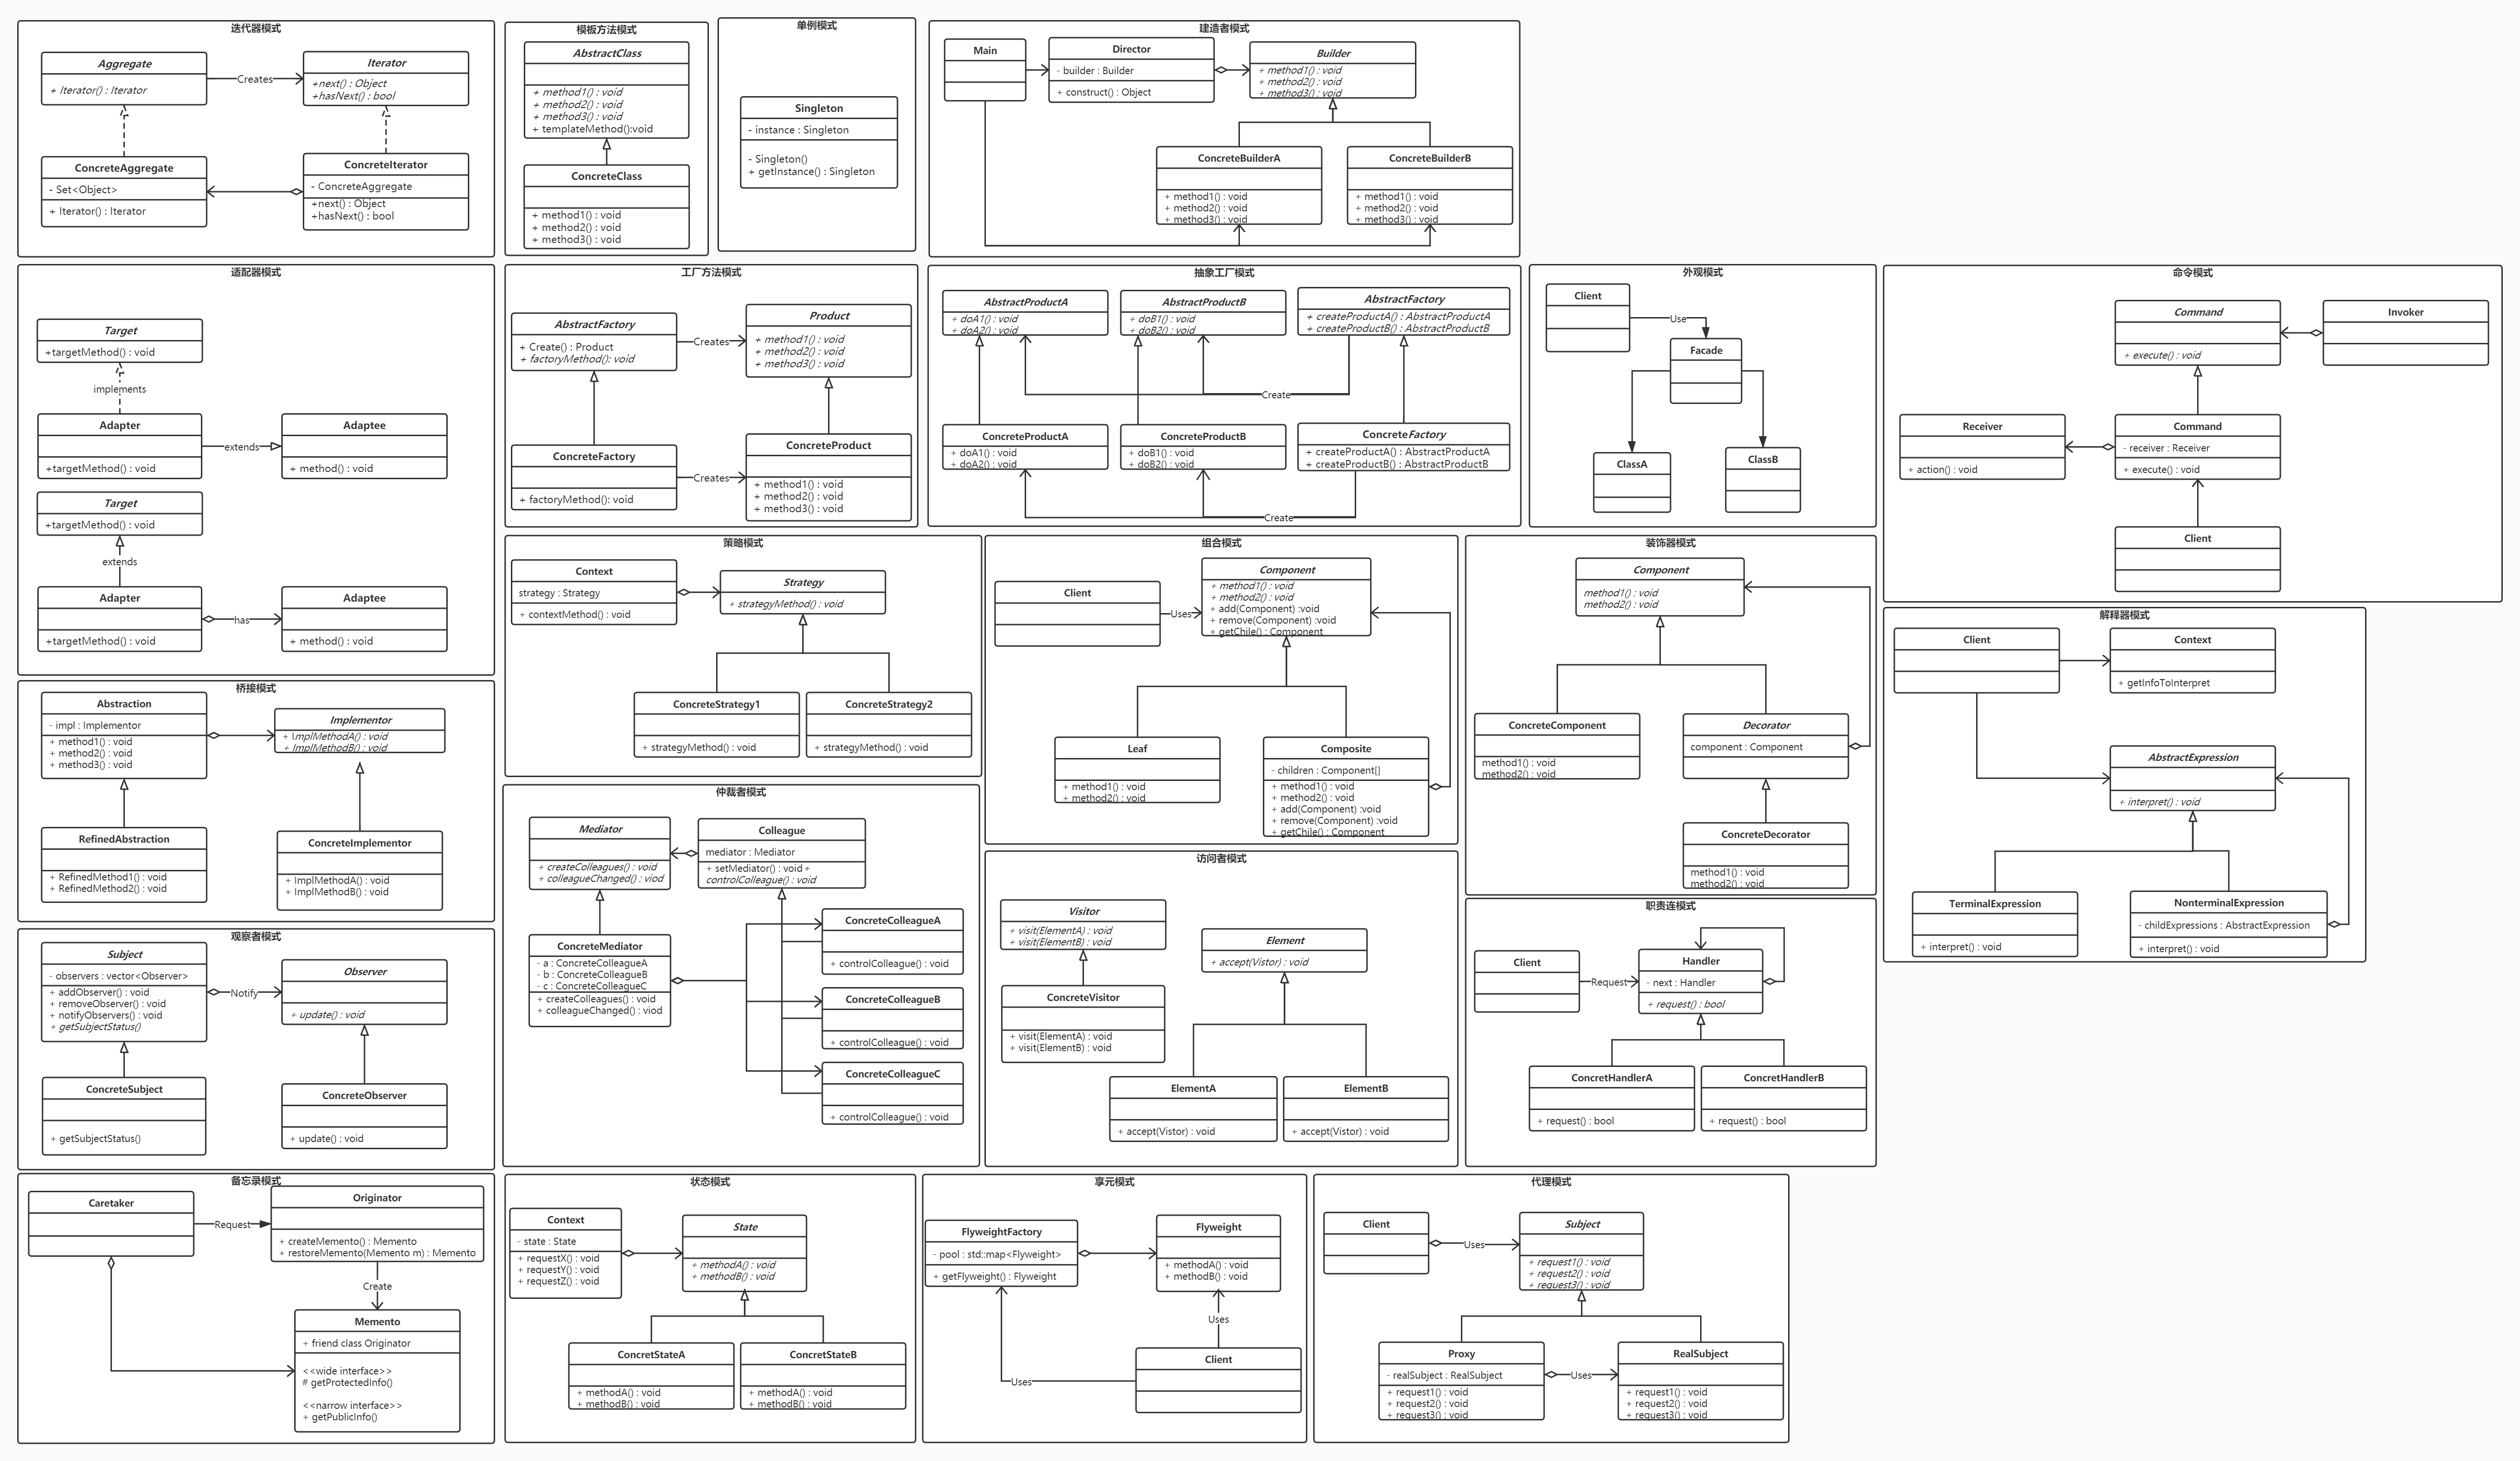 迭代器模式
Aggregate
+ Iterator() : Iterator
Creates
Iterator
+next() : Object
+hasNext() : bool
ConcreteAggregate
- Set<Object>
+ Iterator() : Iterator
ConcreteIterator
- ConcreteAggregate
+next() : Object
+hasNext() : bool
模板方法模式
AbstractClass
+ method1() : void
+ method2() : void
+ method3() : void
+ templateMethod():void
ConcreteClass
+ method1() : void
+ method2() : void
+ method3() : void
单例模式
Singleton
- instance : Singleton
- Singleton()
+ getInstance() : Singleton
建造者模式
Main
Director
- builder : Builder
+ construct() : Object
Builder
+ method1() : void
+ method2() : void
+ method3() : void
ConcreteBuilderA
+ method1() : void
+ method2() : void
+ method3() : void
ConcreteBuilderB
+ method1() : void
+ method2() : void
+ method3() : void
适配器模式
Target
+targetMethod() : void
implements
Adapter
+targetMethod() : void
extends
Adaptee
+ method() : void
Target
+targetMethod() : void
extends
Adapter
+targetMethod() : void
has
Adaptee
+ method() : void
工厂方法模式
AbstractFactory
+ Create() : Product
+ factoryMethod(): void
Creates
Product
+ method1() : void
+ method2() : void
+ method3() : void
ConcreteFactory
+ factoryMethod(): void
Creates
ConcreteProduct
+ method1() : void
+ method2() : void
+ method3() : void
抽象工厂模式
AbstractProductA
+ doA1() : void
+ doA2() : void
AbstractProductB
+ doB1() : void
+ doB2() : void
AbstractFactory
+ createProductA() : AbstractProductA
+ createProductB() : AbstractProductB
Create
ConcreteProductA
+ doA1() : void
+ doA2() : void
ConcreteProductB
+ doB1() : void
+ doB2() : void
ConcreteFactory
+ createProductA() : AbstractProductA
+ createProductB() : AbstractProductB
Create
外观模式
Client
Use
Facade
ClassA
ClassB
命令模式
Command
+ execute() : void
Invoker
Receiver
+ action() : void
Command
- receiver : Receiver
+ execute() : void
Client
策略模式
Context
strategy : Strategy
+ contextMethod() : void
Strategy
+ strategyMethod() : void
ConcreteStrategy1
+ strategyMethod() : void
ConcreteStrategy2
+ strategyMethod() : void
组合模式
Client
Uses
Component
+ method1() : void
+ method2() : void
+ add(Component) :void
+ remove(Component) :void
+ getChile() : Component
Leaf
+ method1() : void
+ method2() : void
Composite
- children : Component[]
+ method1() : void
+ method2() : void
+ add(Component) :void
+ remove(Component) :void
+ getChile() : Component
装饰器模式
Component
method1() : void
method2() : void
ConcreteComponent
method1() : void
method2() : void
Decorator
component : Component
ConcreteDecorator
method1() : void
method2() : void
解释器模式
Client
Context
+ getInfoToInterpret
AbstractExpression
+ interpret() : void
TerminalExpression
+ interpret() : void
NonterminalExpression
- childExpressions : AbstractExpression
+ interpret() : void
桥接模式
Abstraction
- impl : Implementor
+ method1() : void
+ method2() : void
+ method3() : void
Implementor
+ ImplMethodA() : void
+ ImplMethodB() : void
RefinedAbstraction
+ RefinedMethod1() : void
+ RefinedMethod2() : void
ConcreteImplementor
+ ImplMethodA() : void
+ ImplMethodB() : void
仲裁者模式
Mediator
+ createColleagues() : void
+ colleagueChanged() : viod
Colleague
mediator : Mediator
+ setMediator() : void +
controlColleague() : void
ConcreteMediator
- a : ConcreteColleagueA
- b : ConcreteColleagueB
- c : ConcreteColleagueC
+ createColleagues() : void
+ colleagueChanged() : viod
ConcreteColleagueA
+ controlColleague() : void
ConcreteColleagueB
+ controlColleague() : void
ConcreteColleagueC
+ controlColleague() : void
访问者模式
Visitor
+ visit(ElementA) : void
+ visit(ElementB) : void
Element
+ accept(Vistor) : void
ConcreteVisitor
+ visit(ElementA) : void
+ visit(ElementB) : void
ElementA
+ accept(Vistor) : void
ElementB
+ accept(Vistor) : void
职责连模式
Client
Request
Handler
- next : Handler
+ request() : bool
ConcretHandlerA
+ request() : bool
ConcretHandlerB
+ request() : bool
观察者模式
Subject
- observers : vector<Observer>
+ addObserver() : void
+ removeObserver() : void
+ notifyObservers() : void
+ getSubjectStatus()
Notify
Observer
+ update() : void
ConcreteSubject
+ getSubjectStatus()
ConcreteObserver
+ update() : void
备忘录模式
Caretaker
Request
Originator
+ createMemento() : Memento
+ restoreMemento(Memento m) : Memento
Create
Memento
+ friend class Originator
<<wide interface>>
# getProtectedInfo()
<<narrow interface>>
+ getPublicInfo()
状态模式
Context
- state : State
+ requestX() : void
+ requestY() : void
+ requestZ() : void
State
+ methodA() : void
+ methodB() : void
ConcretStateA
+ methodA() : void
+ methodB() : void
ConcretStateB
+ methodA() : void
+ methodB() : void
享元模式
FlyweightFactory
- pool : std::map<Flyweight>
+ getFlyweight() : Flyweight
Flyweight
+ methodA() : void
+ methodB() : void
Uses
Client
Uses
代理模式
Client
Uses
Subject
+ request1() : void
+ request2() : void
+ request3() : void
Proxy
- realSubject : RealSubject
+ request1() : void
+ request2() : void
+ request3() : void
Uses
RealSubject
+ request1() : void
+ request2() : void
+ request3() : void